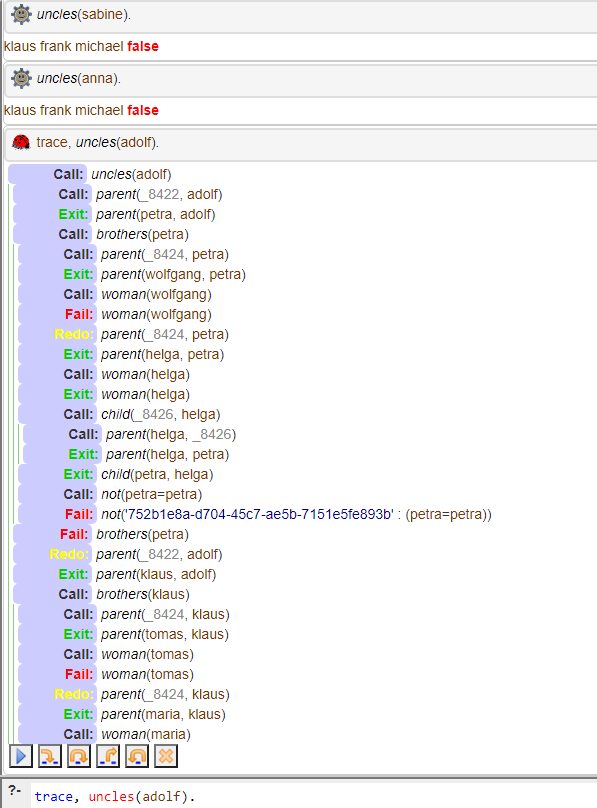 uncles(sabine).
klaus frank michael false
uncles(anna).
klaus frank michael false
trace, uncles(adolf).
Call: uncles(adolf)
Call: parent(_8422, adolf)
Exit: parent(petra, adolf)
Call: brothers(petra)
Call: parent(_8424, petra)
Exit: parent(wolfgang, petra)
Call: woman(wolfgang)
Fail: woman(wolfgang)
Redo: parent(_8424, petra)
Exit: parent(helga, petra)
Call: woman(helga)
Exit: woman(helga)
Call: child(_8426, helga)
Call: parent(helga, _8426)
Exit: parent(helga, petra)
Exit: child(petra, helga)
Call: not(petra=petra)
Fail: not('752b1e8a-d704-45c7-ae5b-7151e5fe893b' : (petra=petra))
Fail: brothers(petra)
Redo: parent(_8422, adolf)
Exit: parent(klaus, adolf)
Call: brothers(klaus)
Call: parent(_8424, klaus)
Exit: parent(tomas, klaus)
Call: woman(tomas)
Fail: woman(tomas)
Redo: parent(_8424, klaus)
Exit: parent(maria, klaus)
Call: woman(maria)
?- trace, uncles(adolf).